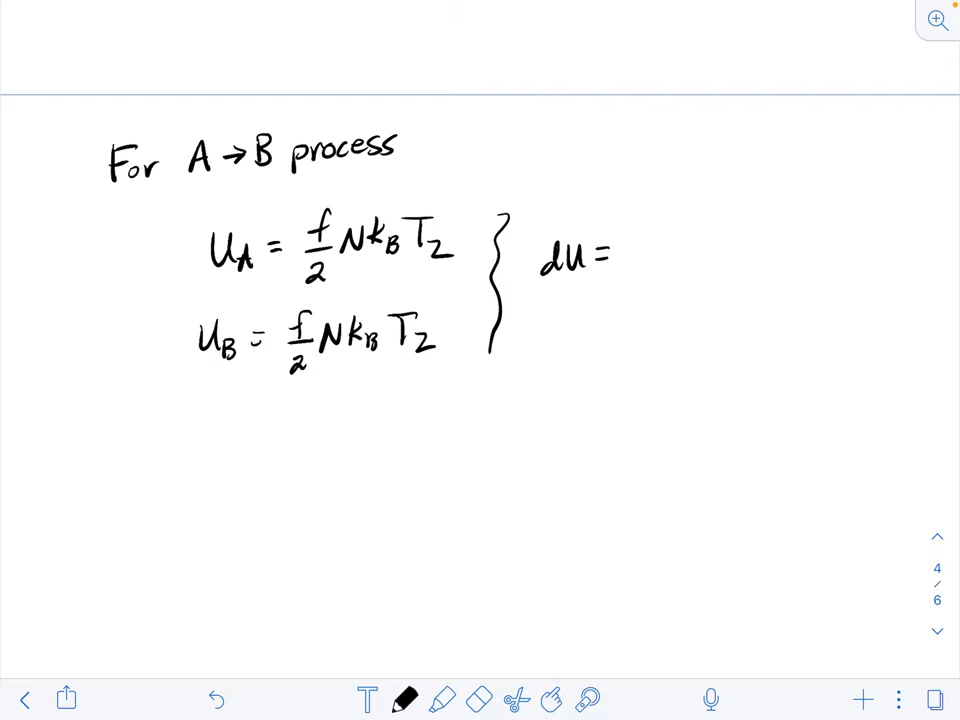 For A → B process
U_A = f/2 N k_B T_2
dU =
U_B = f/2 N k_B T_2
4
/
6
T